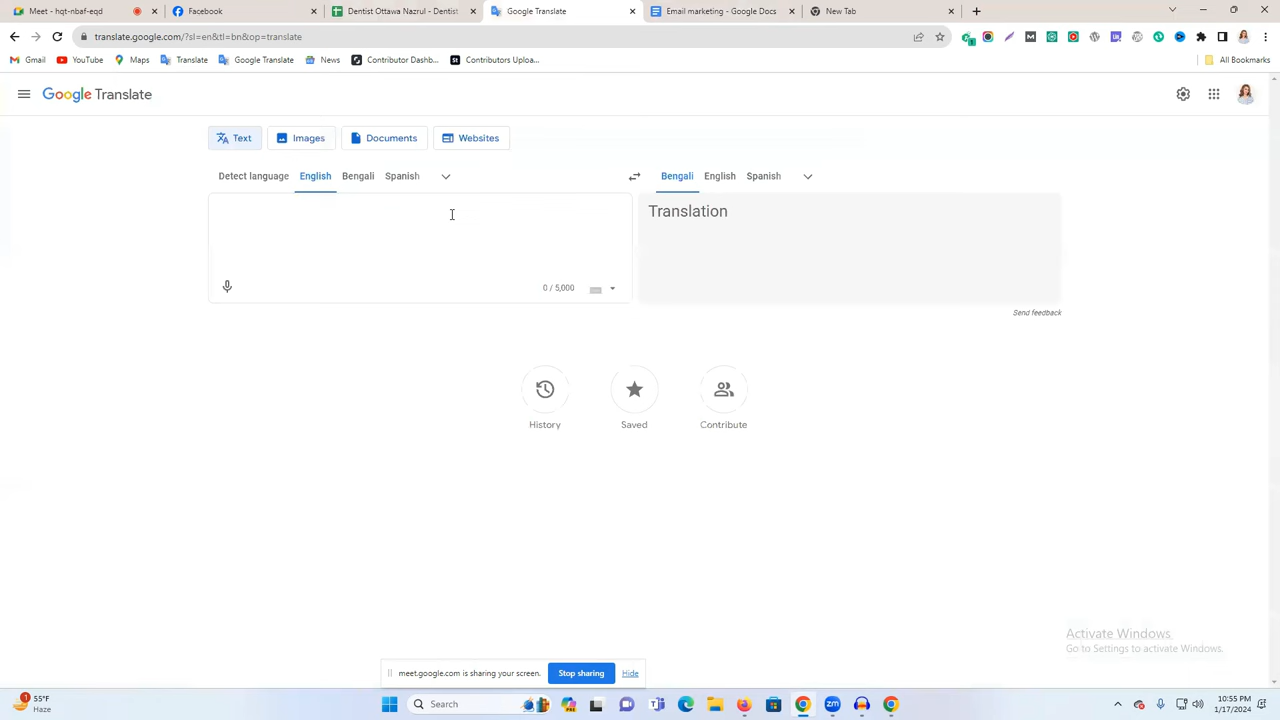 Meet - hqt-nbaf-eqd
Facebook
Dentist Ottawa Nazrul - Dentist
Google Translate
Email marketing - Google Docs
New Tab
translate.google.com/?sl=en&tl=bn&op=translate
Gmail
YouTube
Maps
Translate
Google Translate
News
Contributor Dashb...
Contributors Uploa...
All Bookmarks
Google Translate
Text
Images
Documents
Websites
Detect language
English
Bengali
Spanish
Bengali
English
Spanish
Translation
0 / 5,000
Send feedback
History
Saved
Contribute
Activate Windows
Go to Settings to activate Windows.
meet.google.com is sharing your screen.
Stop sharing
Hide
1
55°F
Haze
Search
10:55 PM
1/17/2024